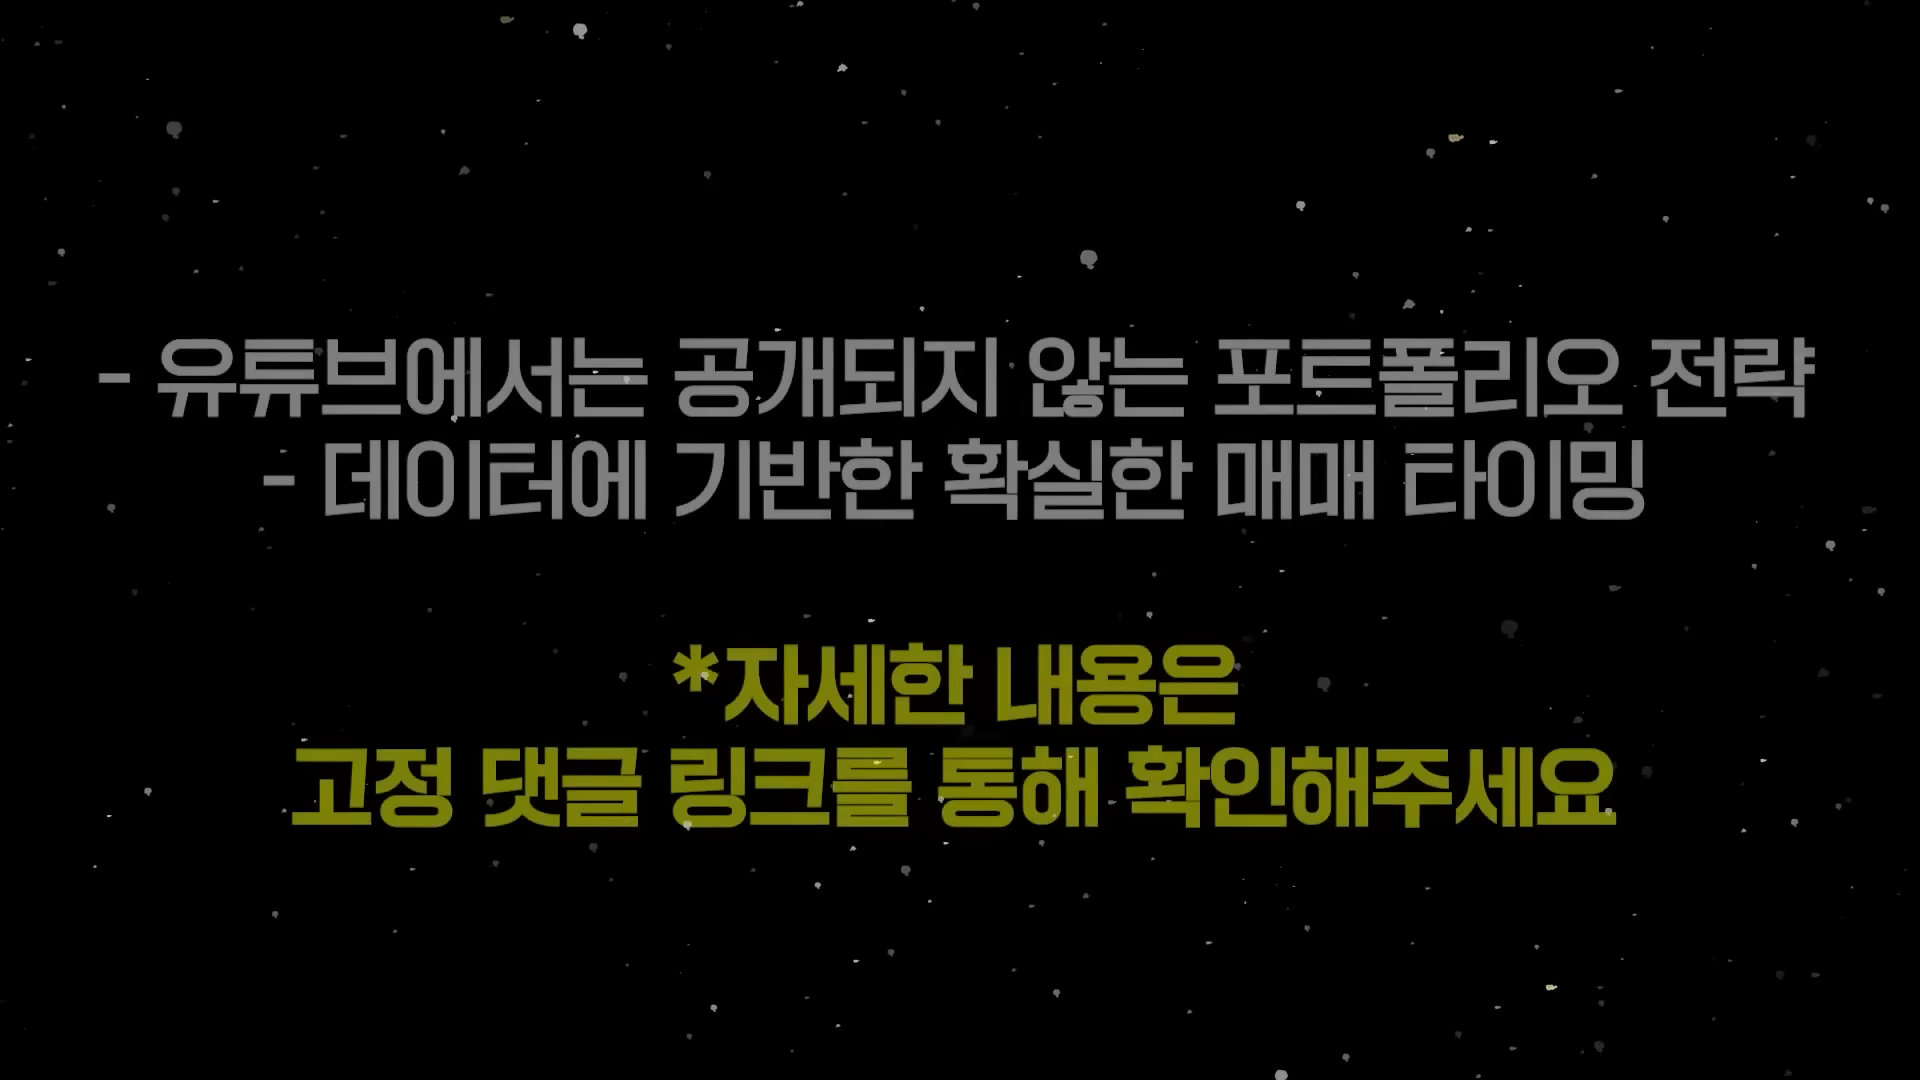 - 유튜브에서는 공개되지 않는 포트폴리오 전략
- 데이터에 기반한 확실한 매매 타이밍
*자세한 내용은
고정 댓글 링크를 통해 확인해주세요